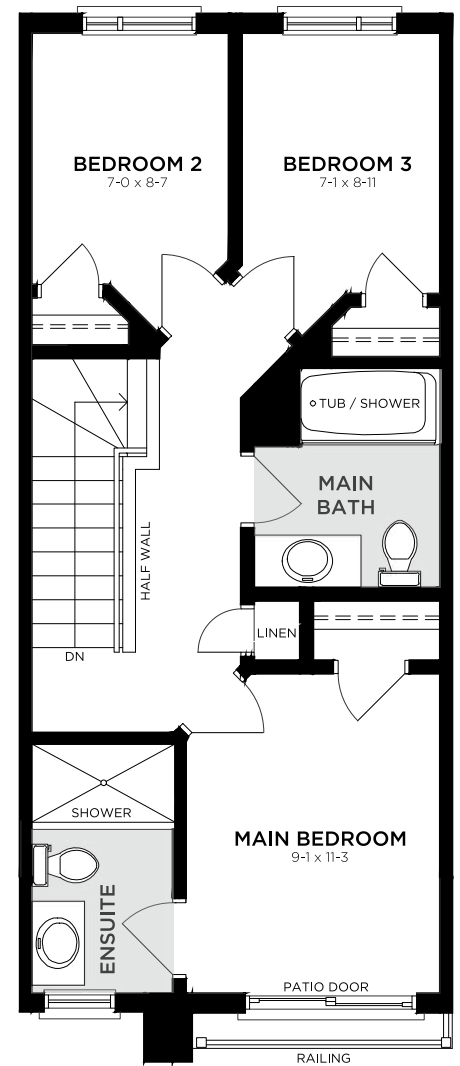 BEDROOM 2
7-0 x 8-7
BEDROOM 3
7-1 x 8-11
TUB / SHOWER
MAIN
BATH
HALF WALL
LINEN
DN
SHOWER
MAIN BEDROOM
9-1 x 11-3
ENSUITE
PATIO DOOR
RAILING